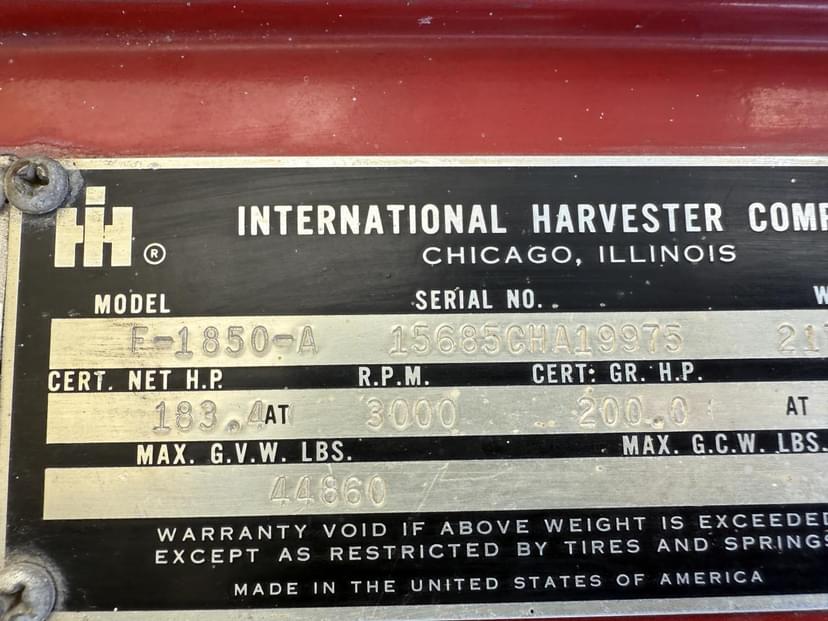 IH ®
INTERNATIONAL HARVESTER COMP
CHICAGO, ILLINOIS
MODEL SERIAL NO. W
F-1850-A 15685CHA19975 217
CERT. NET H.P. R.P.M. CERT. GR. H.P.
183.4 AT 3000 200.0 AT
MAX. G.V.W. LBS. MAX. G.C.W. LBS.
44860
WARRANTY VOID IF ABOVE WEIGHT IS EXCEEDED
EXCEPT AS RESTRICTED BY TIRES AND SPRINGS
MADE IN THE UNITED STATES OF AMERICA